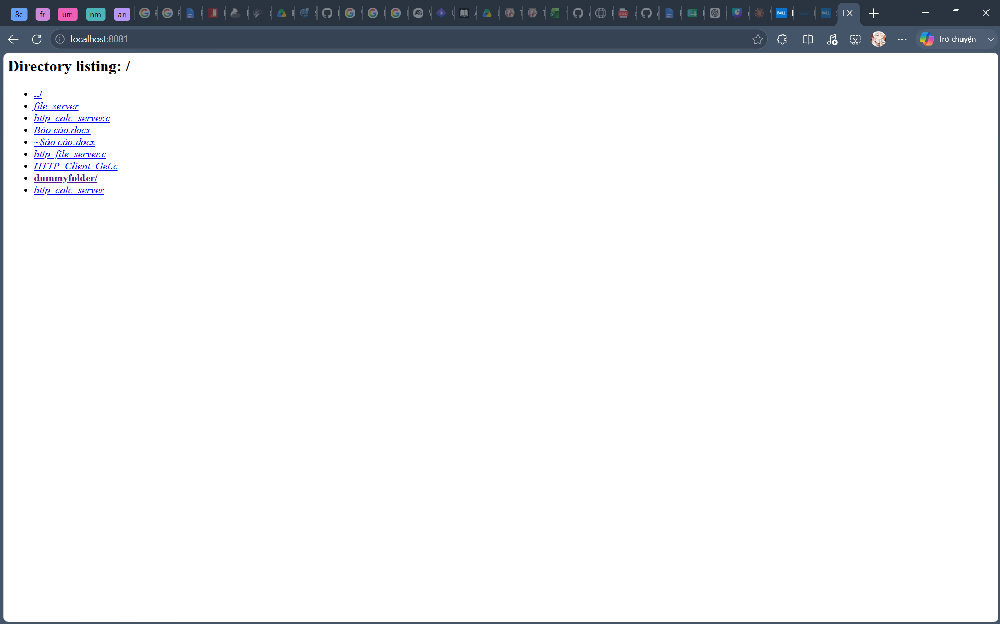 8c fr um nm an
localhost:8081
Trò chuyện
Directory listing: /
../
file_server
http_calc_server.c
Báo cáo.docx
~$áo cáo.docx
http_file_server.c
HTTP_Client_Get.c
dummyfolder/
http_calc_server